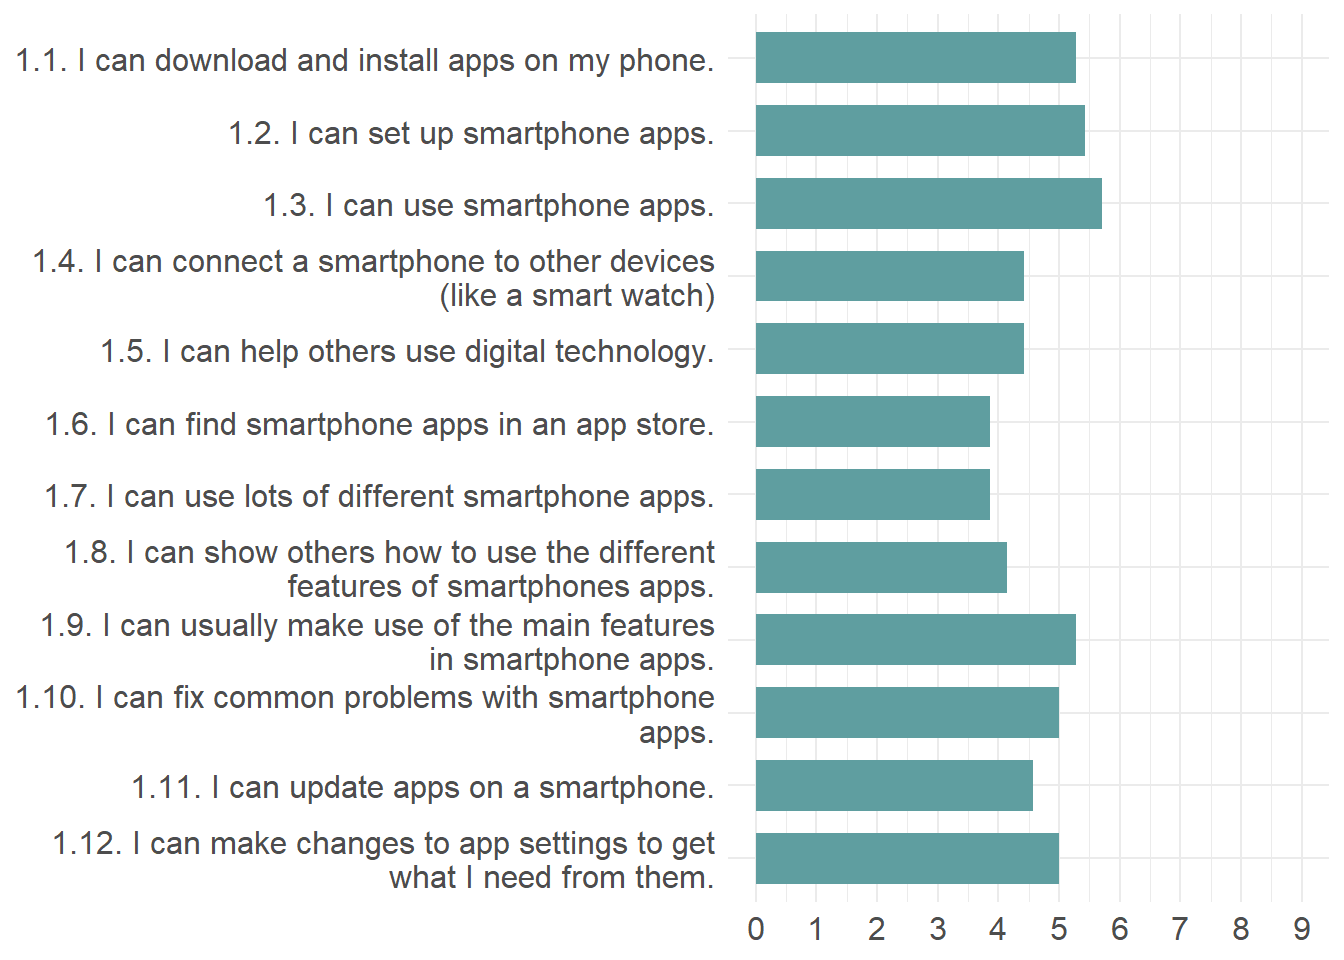 1.1. I can download and install apps on my phone.
1.2. I can set up smartphone apps.
1.3. I can use smartphone apps.
1.4. I can connect a smartphone to other devices
(like a smart watch)
1.5. I can help others use digital technology.
1.6. I can find smartphone apps in an app store.
1.7. I can use lots of different smartphone apps.
1.8. I can show others how to use the different
features of smartphones apps.
1.9. I can usually make use of the main features
in smartphone apps.
1.10. I can fix common problems with smartphone
apps.
1.11. I can update apps on a smartphone.
1.12. I can make changes to app settings to get
what I need from them.
0 1 2 3 4 5 6 7 8 9